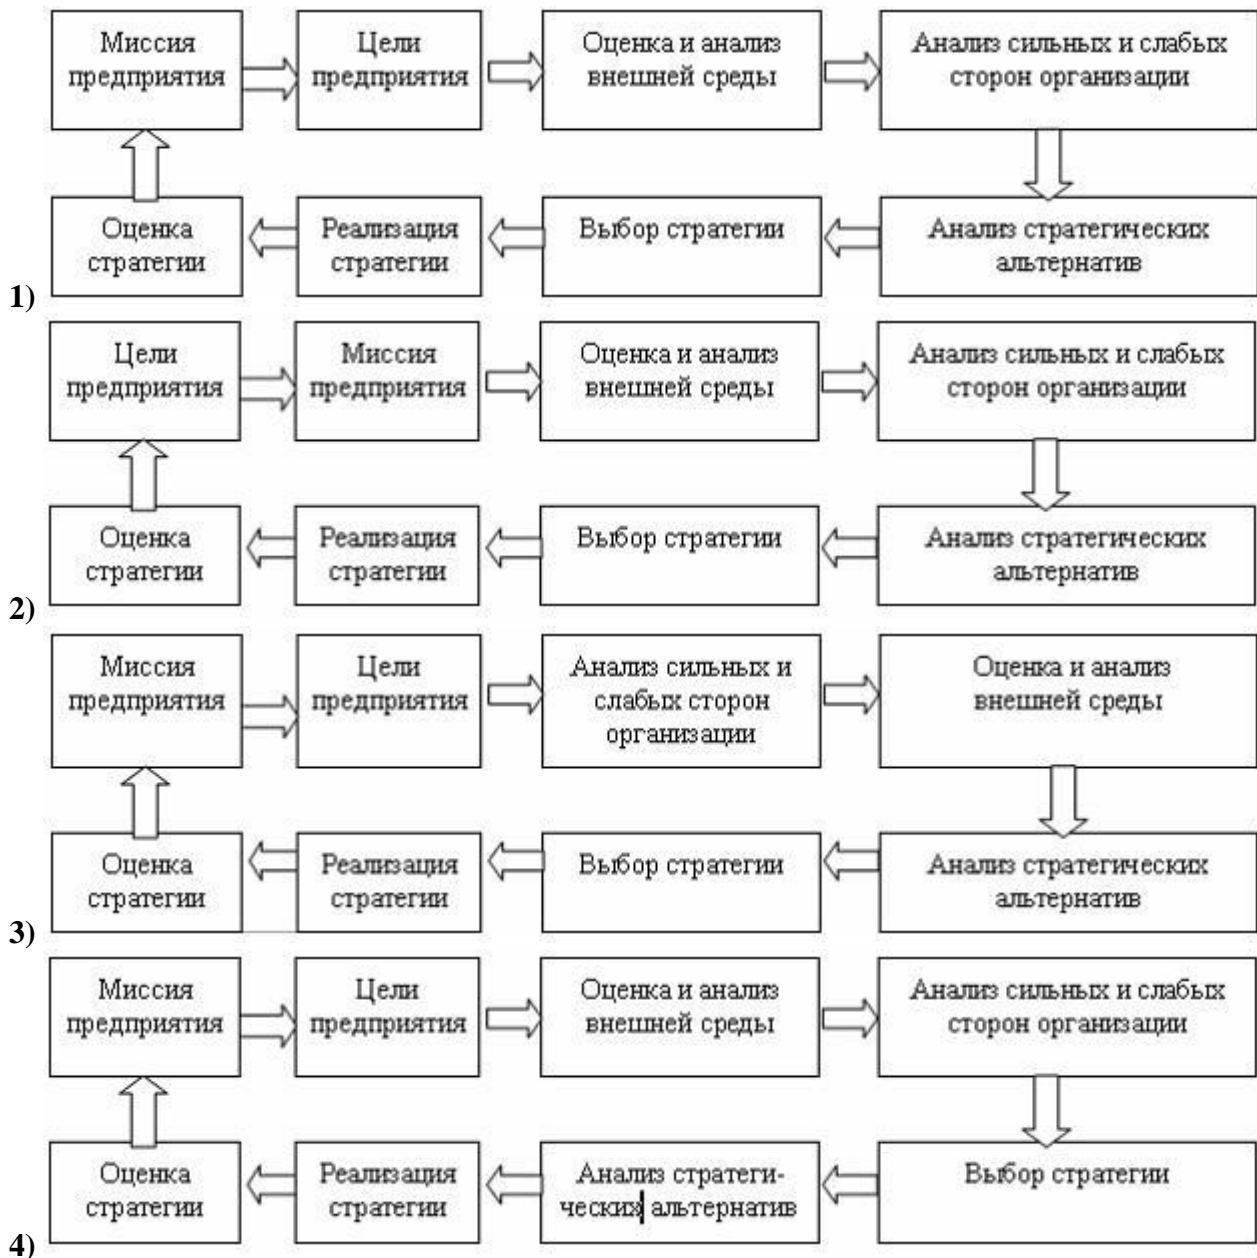 Миссия
предприятия
Цели
предприятия
Оценка и анализ
внешней среды
Анализ сильных и слабых
сторон организации
Оценка
стратегии
Реализация
стратегии
Выбор стратегии
Анализ стратегических
альтернатив
1)
Цели
предприятия
Миссия
предприятия
Оценка и анализ
внешней среды
Анализ сильных и слабых
сторон организации
Оценка
стратегии
Реализация
стратегии
Выбор стратегии
Анализ стратегических
альтернатив
2)
Миссия
предприятия
Цели
предприятия
Анализ сильных и
слабых сторон
организации
Оценка и анализ
внешней среды
Оценка
стратегии
Реализация
стратегии
Выбор стратегии
Анализ стратегических
альтернатив
3)
Миссия
предприятия
Цели
предприятия
Оценка и анализ
внешней среды
Анализ сильных и слабых
сторон организации
Оценка
стратегии
Реализация
стратегии
Анализ стратеги-
ческих альтернатив
Выбор стратегии
4)